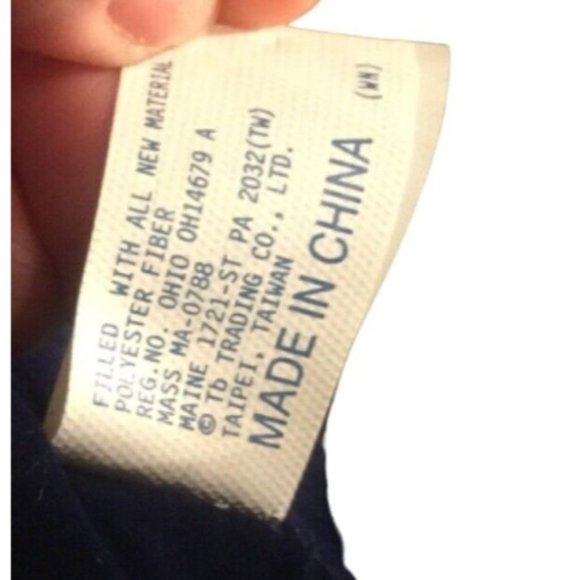 FILLED WITH ALL NEW MATERIAL
POLYESTER FIBER
REG.NO. OHIO OH14679 A
MASS MA-0788
MAINE 1721-ST PA 2032(TW)
© Tb TRADING CO., LTD.
TAIPEI, TAIWAN
MADE IN CHINA
(WN)